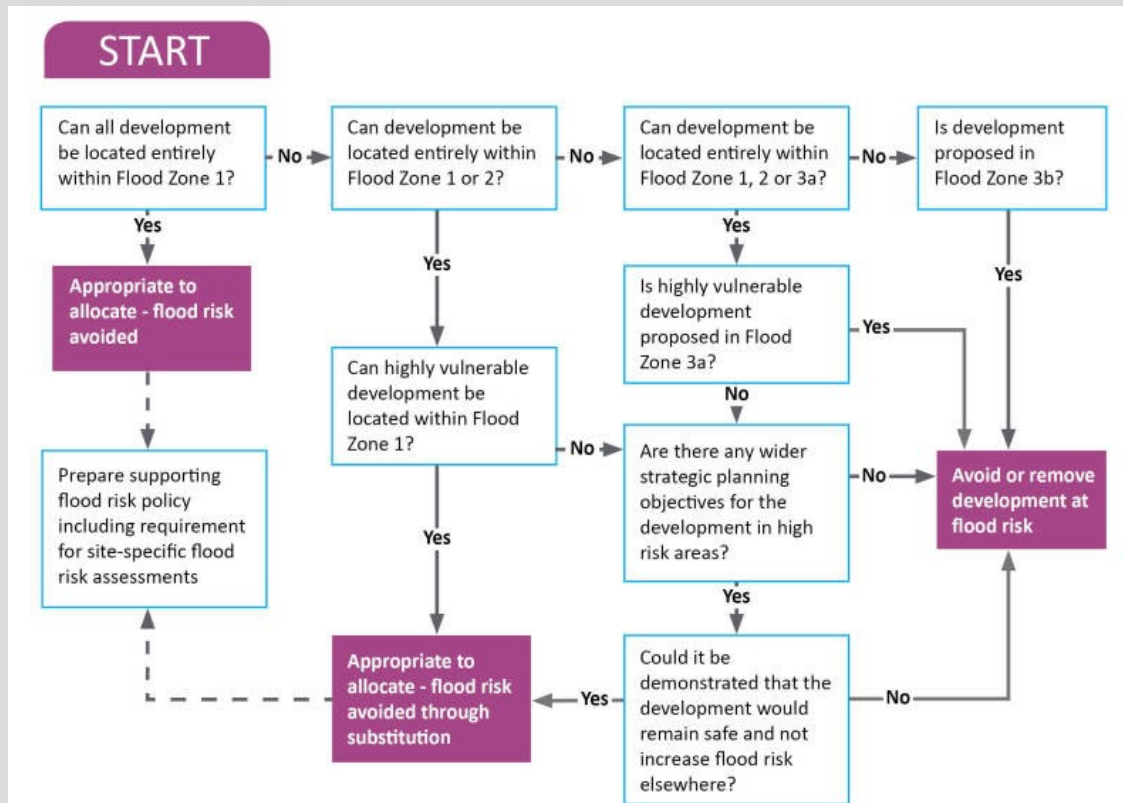 START
Can all development
be located entirely
within Flood Zone 1?
No
Can development be
located entirely within
Flood Zone 1 or 2?
No
Can development be
located entirely within
Flood Zone 1, 2 or 3a?
No
Is development
proposed in
Flood Zone 3b?
Yes
Yes
Yes
Yes
Appropriate to
allocate - flood risk
avoided
Is highly vulnerable
development
proposed in Flood
Zone 3a?
Yes
No
Can highly vulnerable
development be
located within Flood
Zone 1?
No
Yes
Are there any wider
strategic planning
objectives for the
development in high
risk areas?
No
Yes
Avoid or remove
development at
flood risk
Prepare supporting
flood risk policy
including requirement
for site-specific flood
risk assessments
Appropriate to
allocate - flood risk
avoided through
substitution
Yes
Could it be
demonstrated that the
development would
remain safe and not
increase flood risk
elsewhere?
No